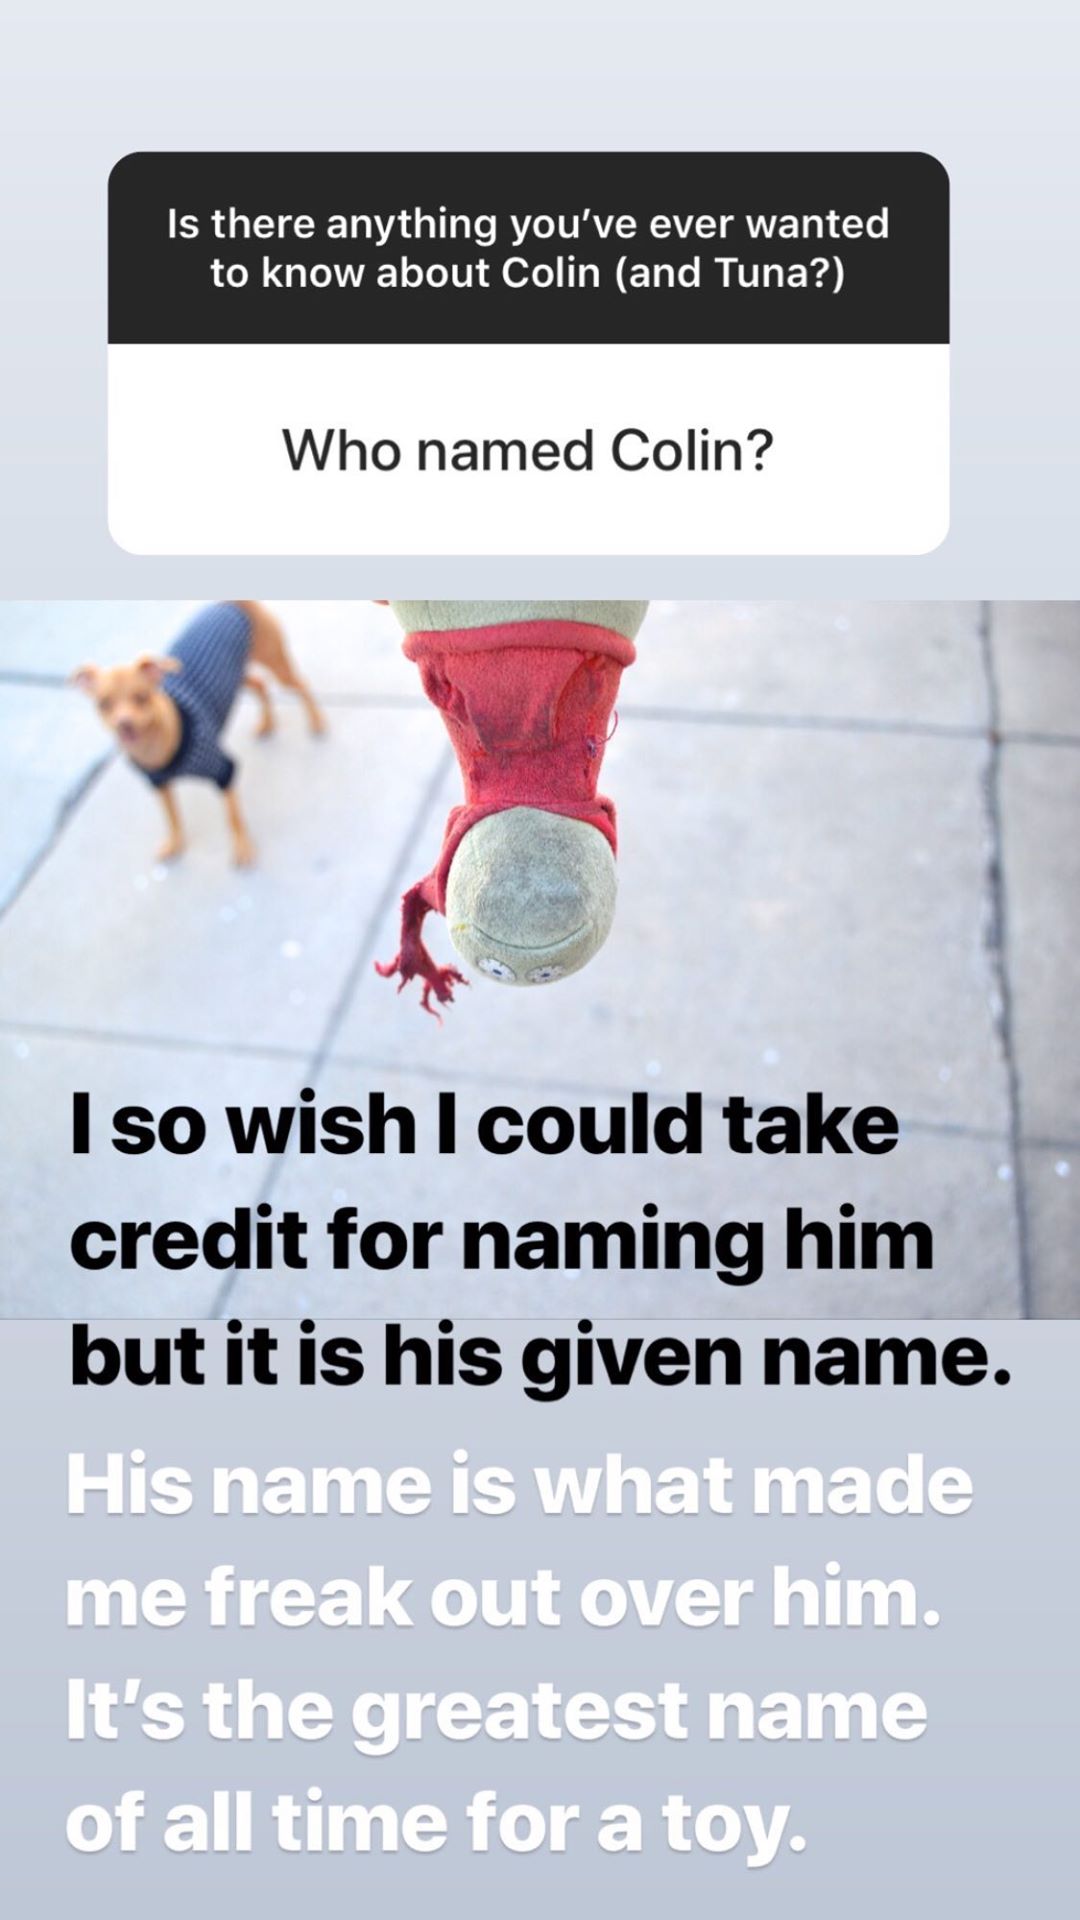 Is there anything you've ever wanted
to know about Colin (and Tuna?)
Who named Colin?
I so wish I could take
credit for naming him
but it is his given name.
His name is what made
me freak out over him.
It's the greatest name
of all time for a toy.